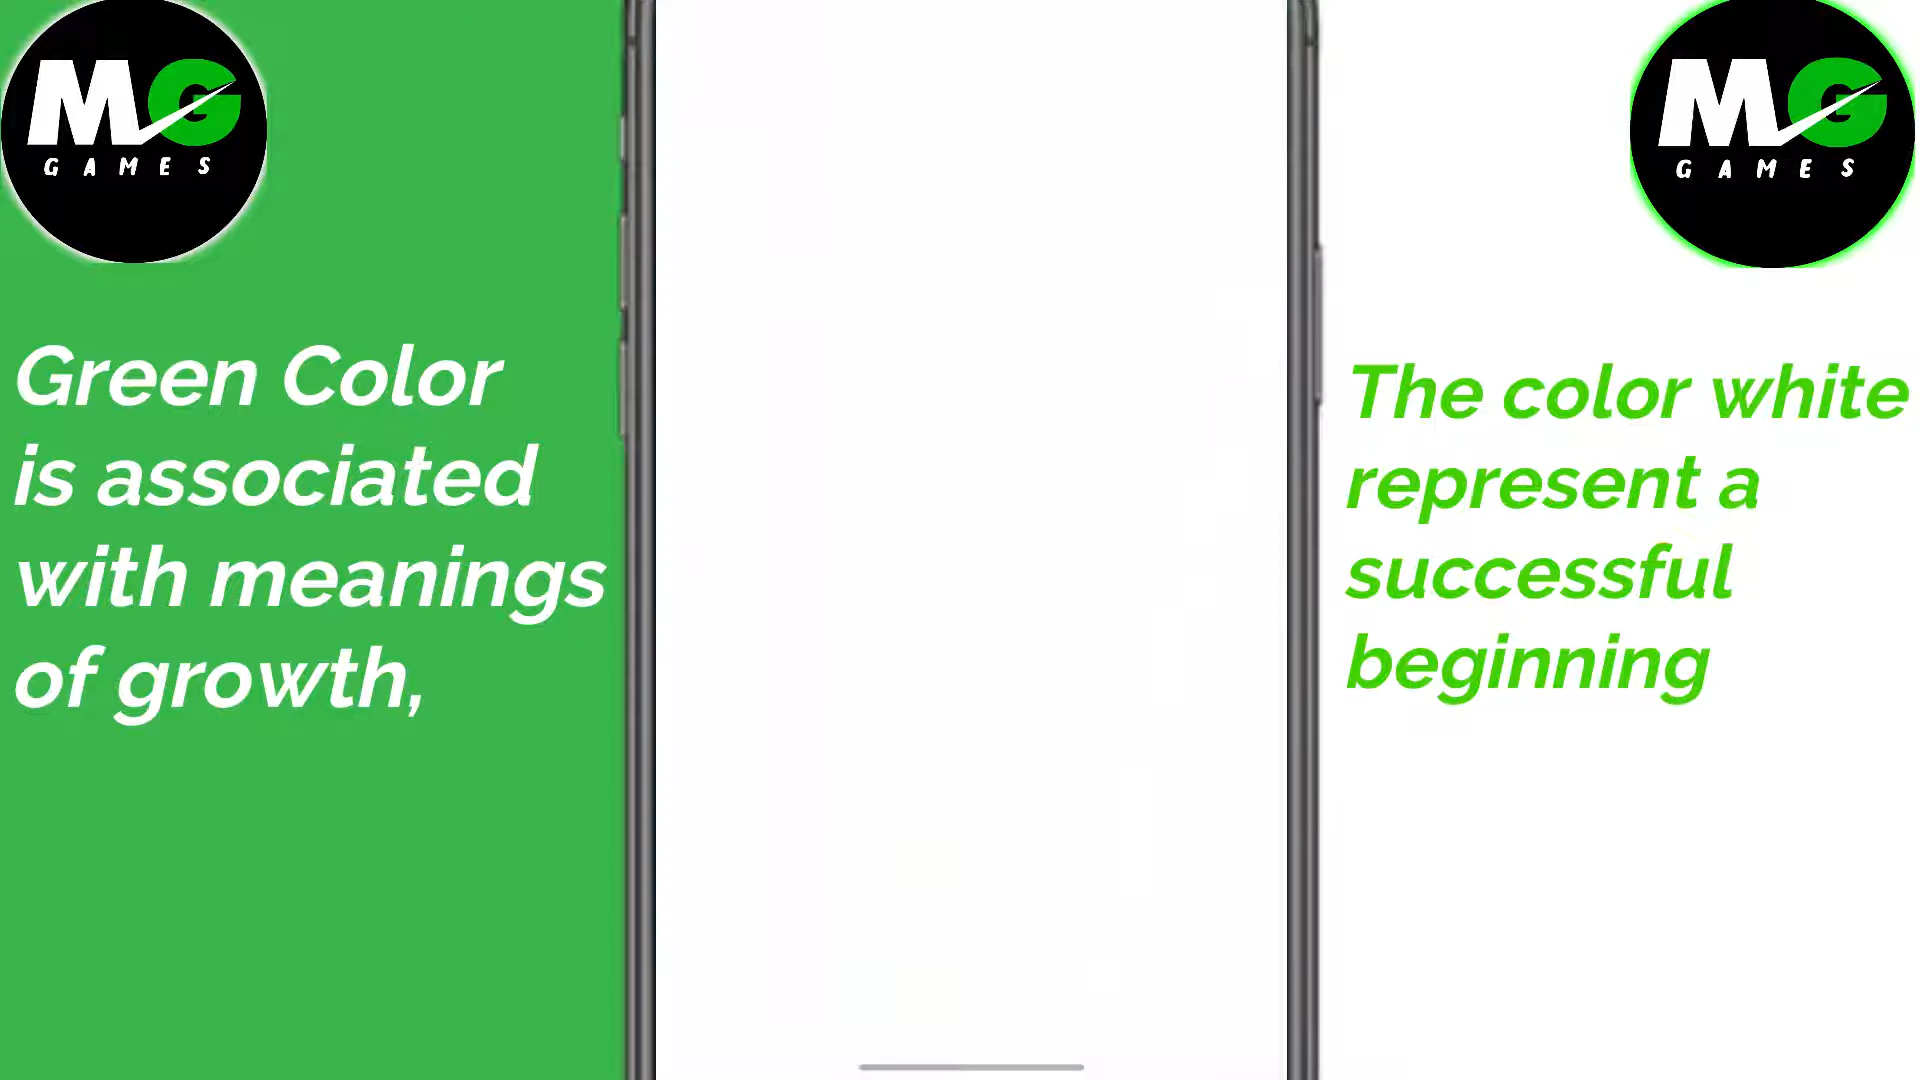 MG
GAMES
Green Color
is associated
with meanings
of growth,
MG
GAMES
The color white
represent a
successful
beginning